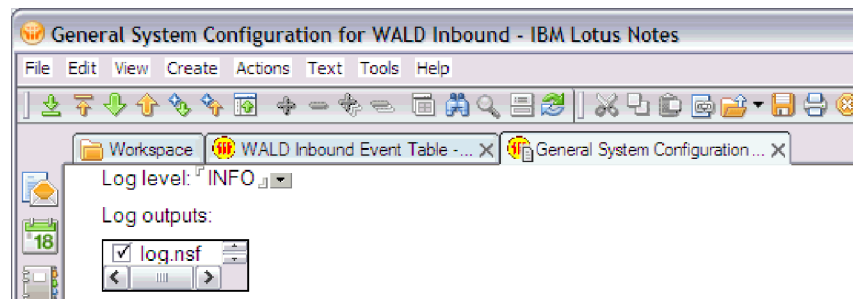 General System Configuration for WALD Inbound - IBM Lotus Notes
File Edit View Create Actions Text Tools Help
Workspace WALD Inbound Event Table -... General System Configuration ...
Log level: INFO
Log outputs:
18
log.nsf